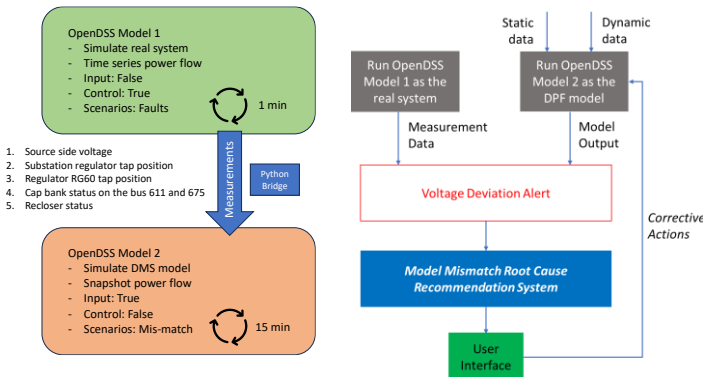 OpenDSS Model 1
- Simulate real system
- Time series power flow
- Input: False
- Control: True
- Scenarios: Faults
1 min
1. Source side voltage
2. Substation regulator tap position
3. Regulator RG60 tap position
4. Cap bank status on the bus 611 and 675
5. Recloser status
Measurements
Python
Bridge
OpenDSS Model 2
- Simulate DMS model
- Snapshot power flow
- Input: True
- Control: False
- Scenarios: Mis-match
15 min
Static
data
Dynamic
data
Run OpenDSS
Model 1 as the
real system
Run OpenDSS
Model 2 as the
DPF model
Measurement
Data
Model
Output
Voltage Deviation Alert
Corrective
Actions
Model Mismatch Root Cause
Recommendation System
User
Interface